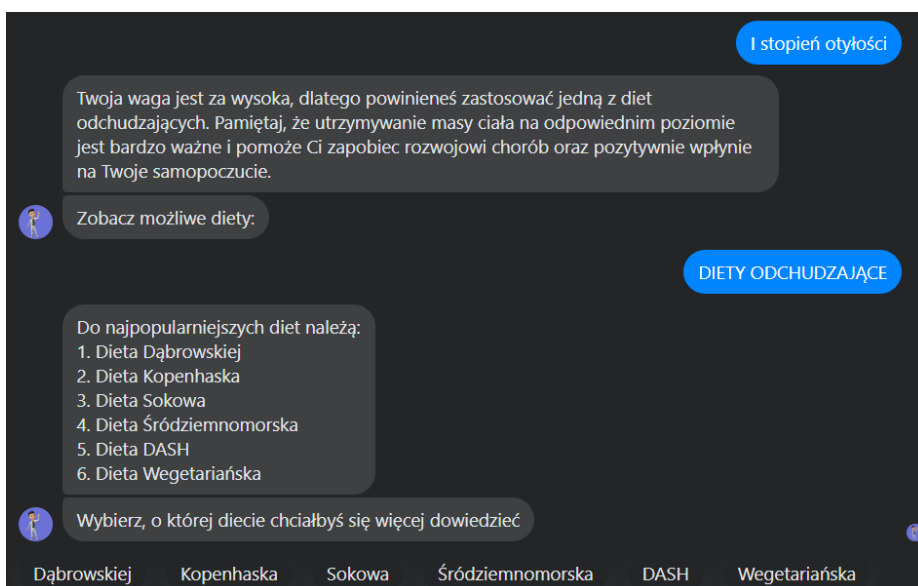 I stopień otyłości
Twoja waga jest za wysoka, dlatego powinieneś zastosować jedną z diet
odchudzających. Pamiętaj, że utrzymywanie masy ciała na odpowiednim poziomie
jest bardzo ważne i pomoże Ci zapobiec rozwojowi chorób oraz pozytywnie wpłynie
na Twoje samopoczucie.
Zobacz możliwe diety:
DIETY ODCHUDZAJĄCE
Do najpopularniejszych diet należą:
1. Dieta Dąbrowskiej
2. Dieta Kopenhaska
3. Dieta Sokowa
4. Dieta Śródziemnomorska
5. Dieta DASH
6. Dieta Wegetariańska
Wybierz, o której diecie chciałbyś się więcej dowiedzieć
Dąbrowskiej Kopenhaska Sokowa Śródziemnomorska DASH Wegetariańska